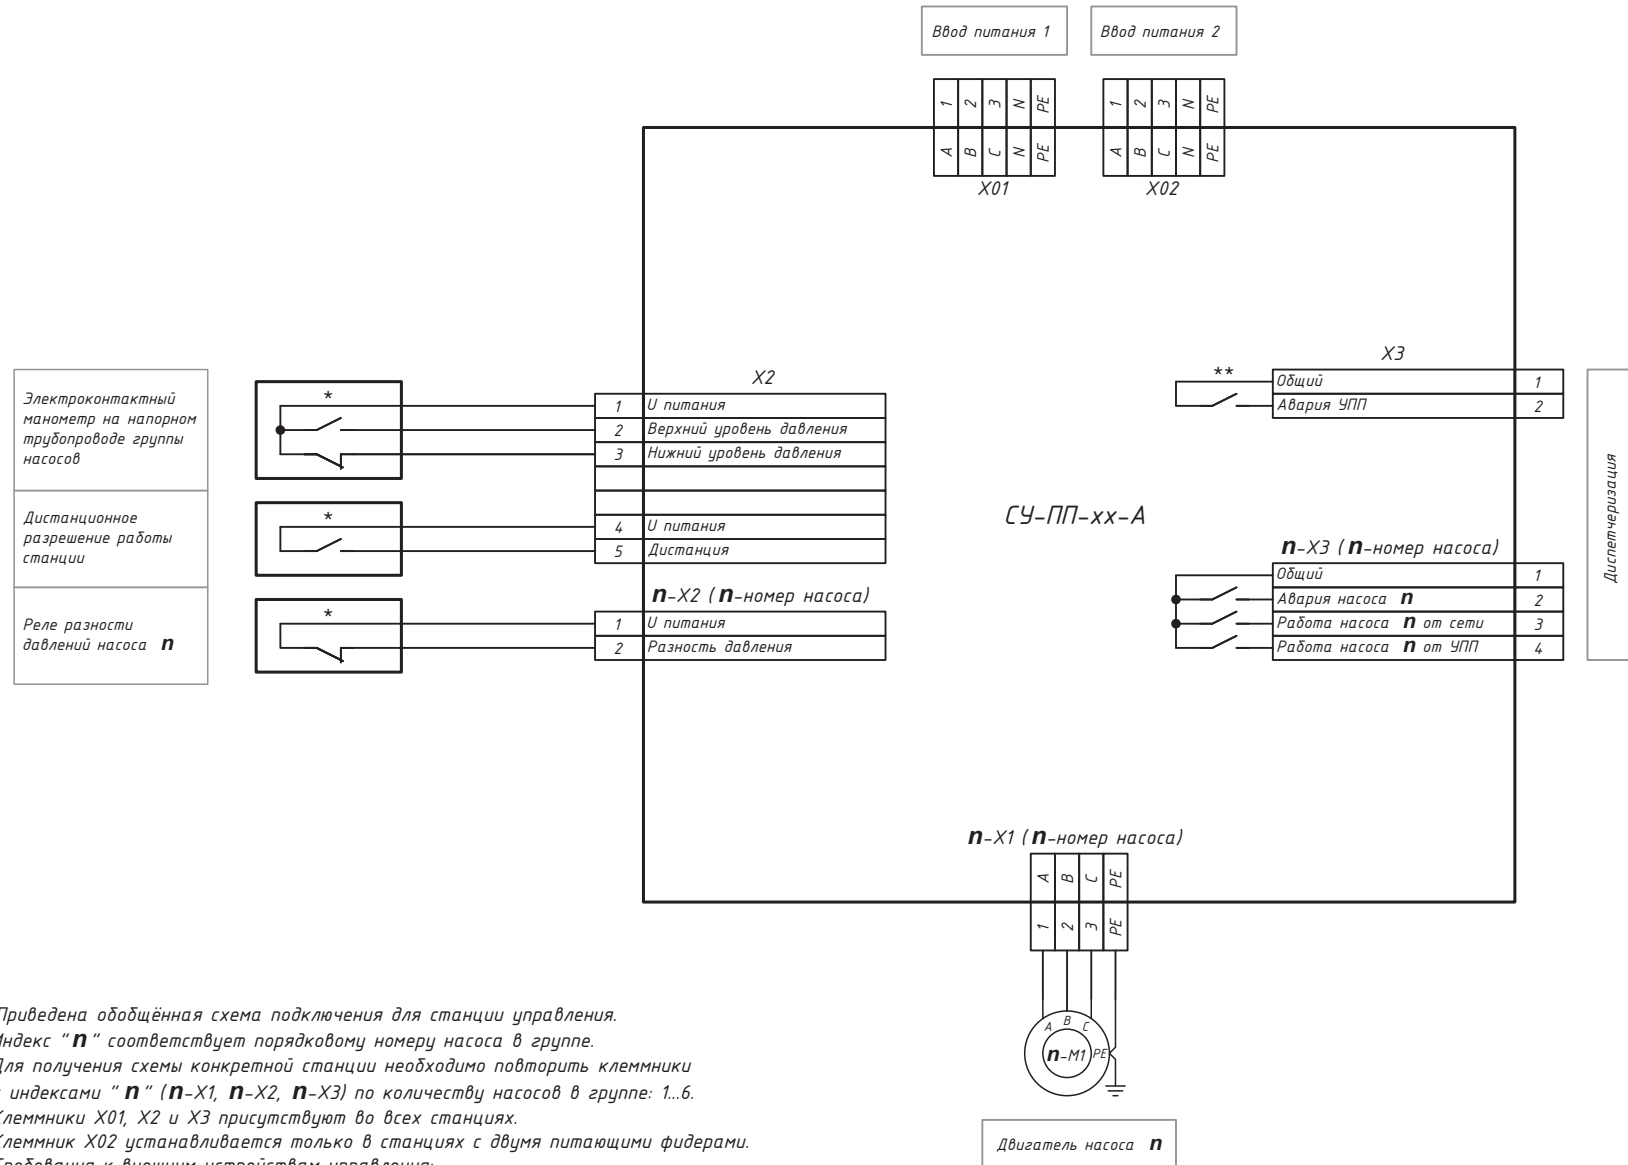 Ввод питания 1
Ввод питания 2
1 2 3 N PE
A B C N PE
X01
1 2 3 N PE
A B C N PE
X02
Электроконтактный
манометр на напорном
трубопроводе группы
насосов
Дистанционное
разрешение работы
станции
Реле разности
давлений насоса n
*
*
*
X2
1 U питания
2 Верхний уровень давления
3 Нижний уровень давления
4 U питания
5 Дистанция
n-X2 (n-номер насоса)
1 U питания
2 Разность давления
СУ-ПП-xx-А
X3
**
Общий 1
Авария УПП 2
n-X3 (n-номер насоса)
Общий 1
Авария насоса n 2
Работа насоса n от сети 3
Работа насоса n от УПП 4
Диспетчеризация
n-X1 (n-номер насоса)
A B C PE
1 2 3 PE
A B C
n-M1 PE
Двигатель насоса n
Приведена обобщённая схема подключения для станции управления.
Индекс "n" соответствует порядковому номеру насоса в группе.
Для получения схемы конкретной станции необходимо повторить клеммники
индексами "n" (n-X1, n-X2, n-X3) по количеству насосов в группе: 1...6.
Клеммники X01, X2 и X3 присутствуют во всех станциях.
Клеммник X02 устанавливается только в станциях с двумя питающими фидерами.